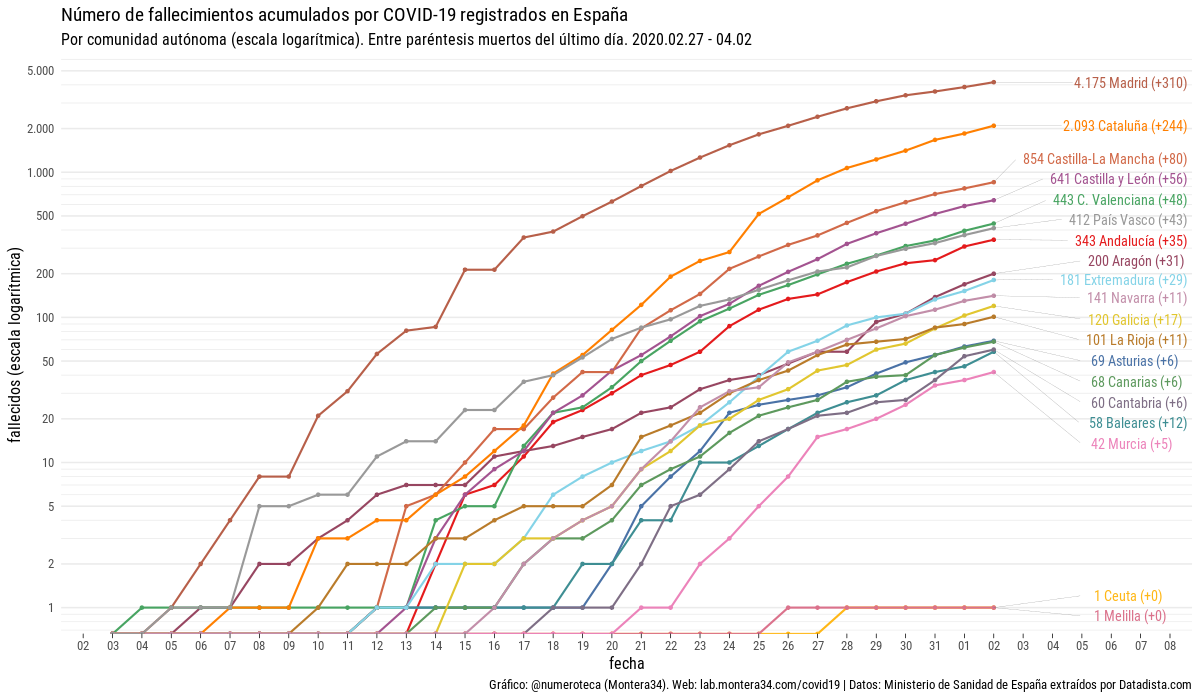 Número de fallecimientos acumulados por COVID-19 registrados en España
Por comunidad autónoma (escala logarítmica). Entre paréntesis muertos del último día. 2020.02.27 - 04.02
fallecidos (escala logarítmica)
5.000
2.000
1.000
500
200
100
50
20
10
5
2
1
4.175 Madrid (+310)
2.093 Cataluña (+244)
854 Castilla-La Mancha (+80)
641 Castilla y León (+56)
443 C. Valenciana (+48)
412 País Vasco (+43)
343 Andalucía (+35)
200 Aragón (+31)
181 Extremadura (+29)
141 Navarra (+11)
120 Galicia (+17)
101 La Rioja (+11)
69 Asturias (+6)
68 Canarias (+6)
60 Cantabria (+6)
58 Baleares (+12)
42 Murcia (+5)
1 Ceuta (+0)
1 Melilla (+0)
02 03 04 05 06 07 08 09 10 11 12 13 14 15 16 17 18 19 20 21 22 23 24 25 26 27 28 29 30 31 01 02 03 04 05 06 07 08
fecha
Gráfico: @numeroteca (Montera34). Web: lab.montera34.com/covid19 | Datos: Ministerio de Sanidad de España extraídos por Datadista.com